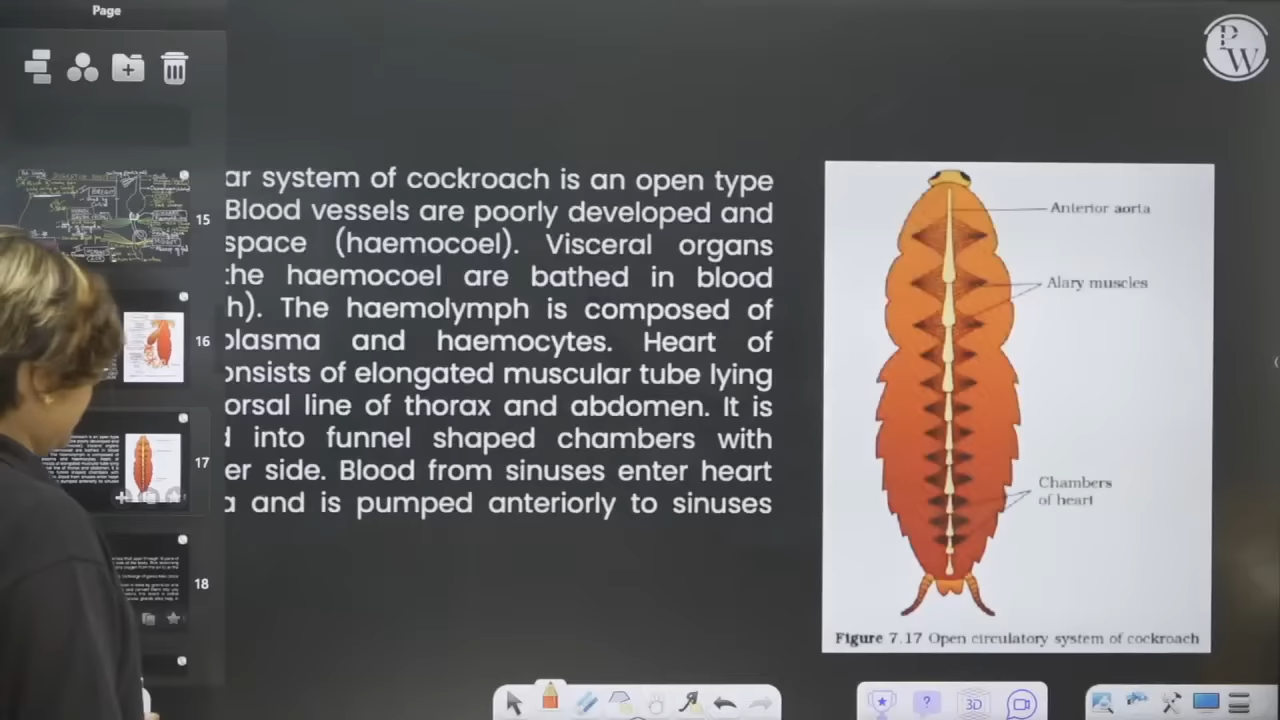 Page
PW
15
16
17
18
ar system of cockroach is an open type
Blood vessels are poorly developed and
space (haemocoel). Visceral organs
the haemocoel are bathed in blood
h). The haemolymph is composed of
plasma and haemocytes. Heart of
onsists of elongated muscular tube lying
orsal line of thorax and abdomen. It is
d into funnel shaped chambers with
er side. Blood from sinuses enter heart
a and is pumped anteriorly to sinuses
Anterior aorta
Alary muscles
Chambers
of heart
Figure 7.17 Open circulatory system of cockroach
3D